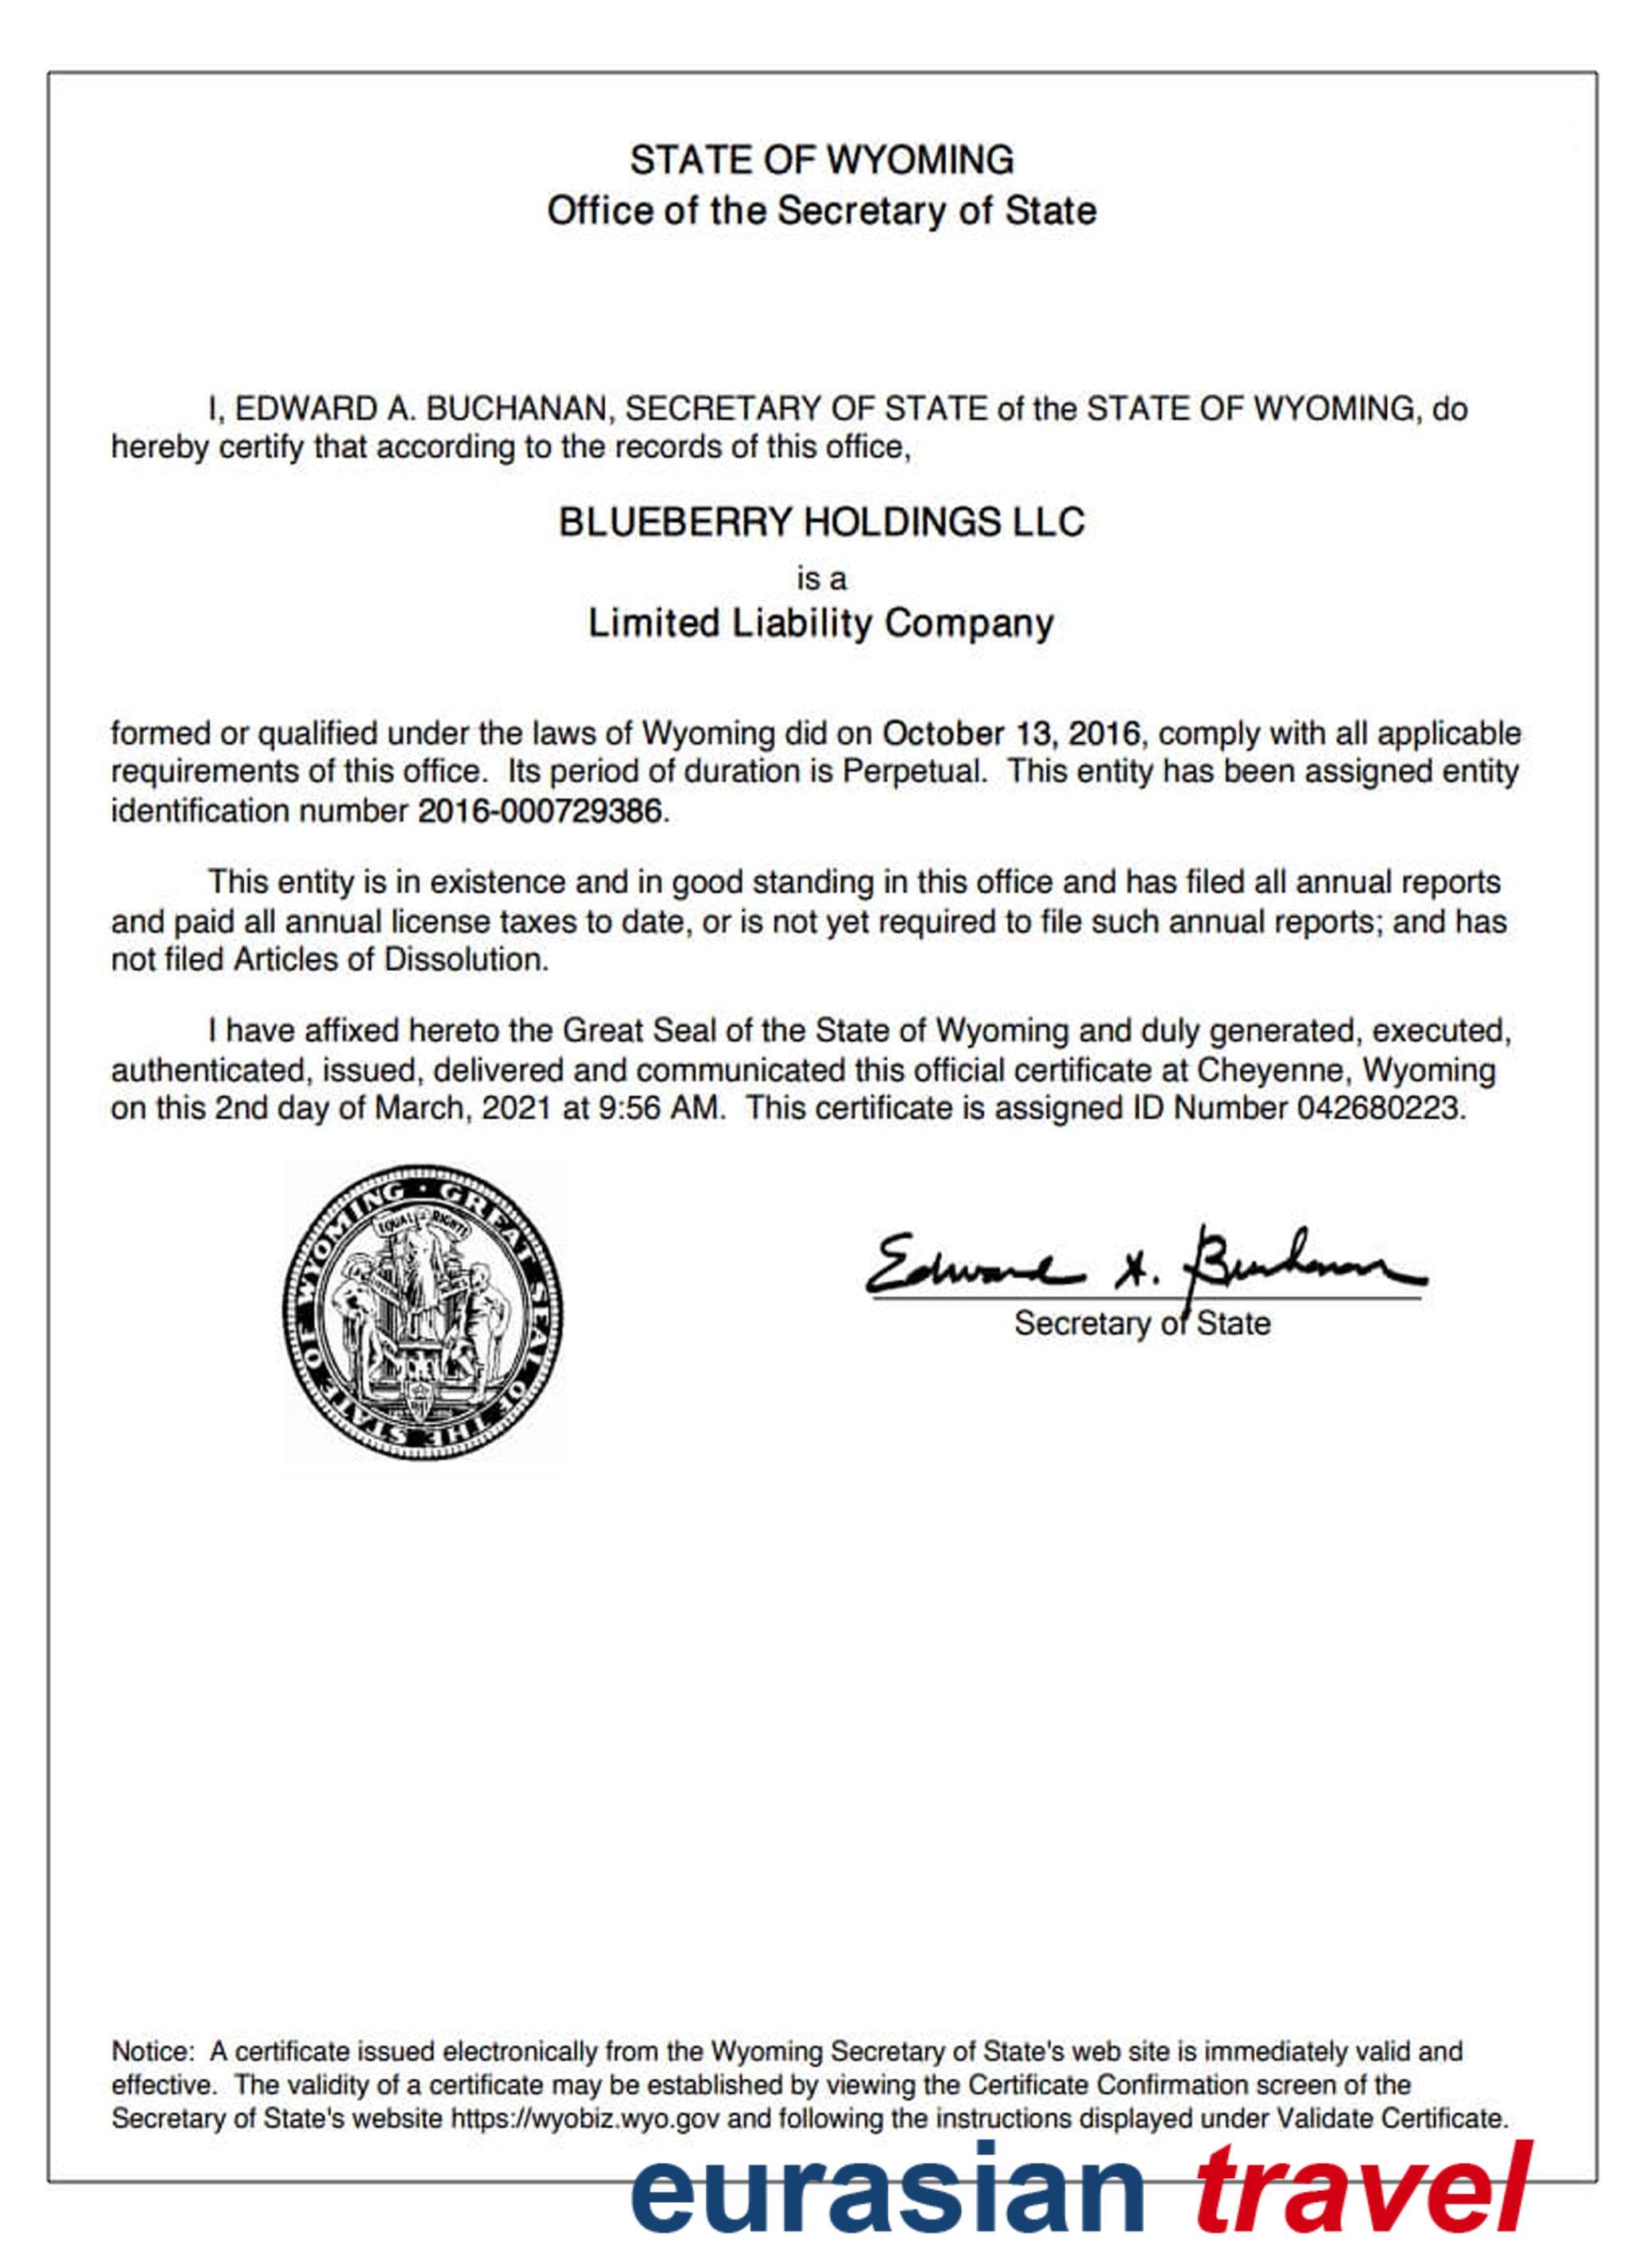 STATE OF WYOMING
Office of the Secretary of State
I, EDWARD A. BUCHANAN, SECRETARY OF STATE of the STATE OF WYOMING, do
hereby certify that according to the records of this office,
BLUEBERRY HOLDINGS LLC
is a
Limited Liability Company
formed or qualified under the laws of Wyoming did on October 13, 2016, comply with all applicable
requirements of this office. Its period of duration is Perpetual. This entity has been assigned entity
identification number 2016-000729386.
This entity is in existence and in good standing in this office and has filed all annual reports
and paid all annual license taxes to date, or is not yet required to file such annual reports; and has
not filed Articles of Dissolution.
I have affixed hereto the Great Seal of the State of Wyoming and duly generated, executed,
authenticated, issued, delivered and communicated this official certificate at Cheyenne, Wyoming
on this 2nd day of March, 2021 at 9:56 AM. This certificate is assigned ID Number 042680223.
GREAT SEAL OF THE STATE OF WYOMING
EQUAL RIGHTS
Edward A. Buchanan
Secretary of State
Notice: A certificate issued electronically from the Wyoming Secretary of State's web site is immediately valid and
effective. The validity of a certificate may be established by viewing the Certificate Confirmation screen of the
Secretary of State's website https://wyobiz.wyo.gov and following the instructions displayed under Validate Certificate.
eurasian travel